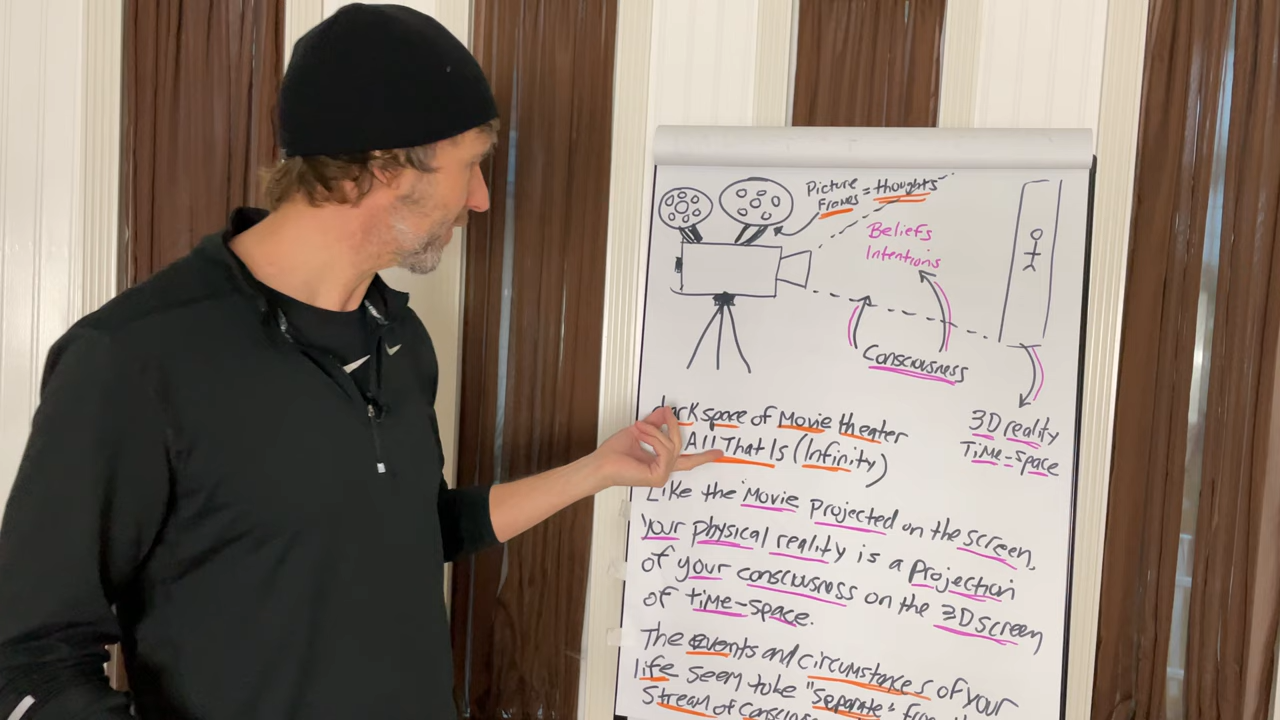 Picture
Frames = thoughts
Beliefs
Intentions
Consciousness
3D reality
Time-space
dark space of Movie theater
All That Is (Infinity)
Like the Movie Projected on the screen,
your physical reality is a Projection
of your consciousness on the 3D screen
of time-space.
The events and circumstances of your
life seem to be "separate" from
Stream of